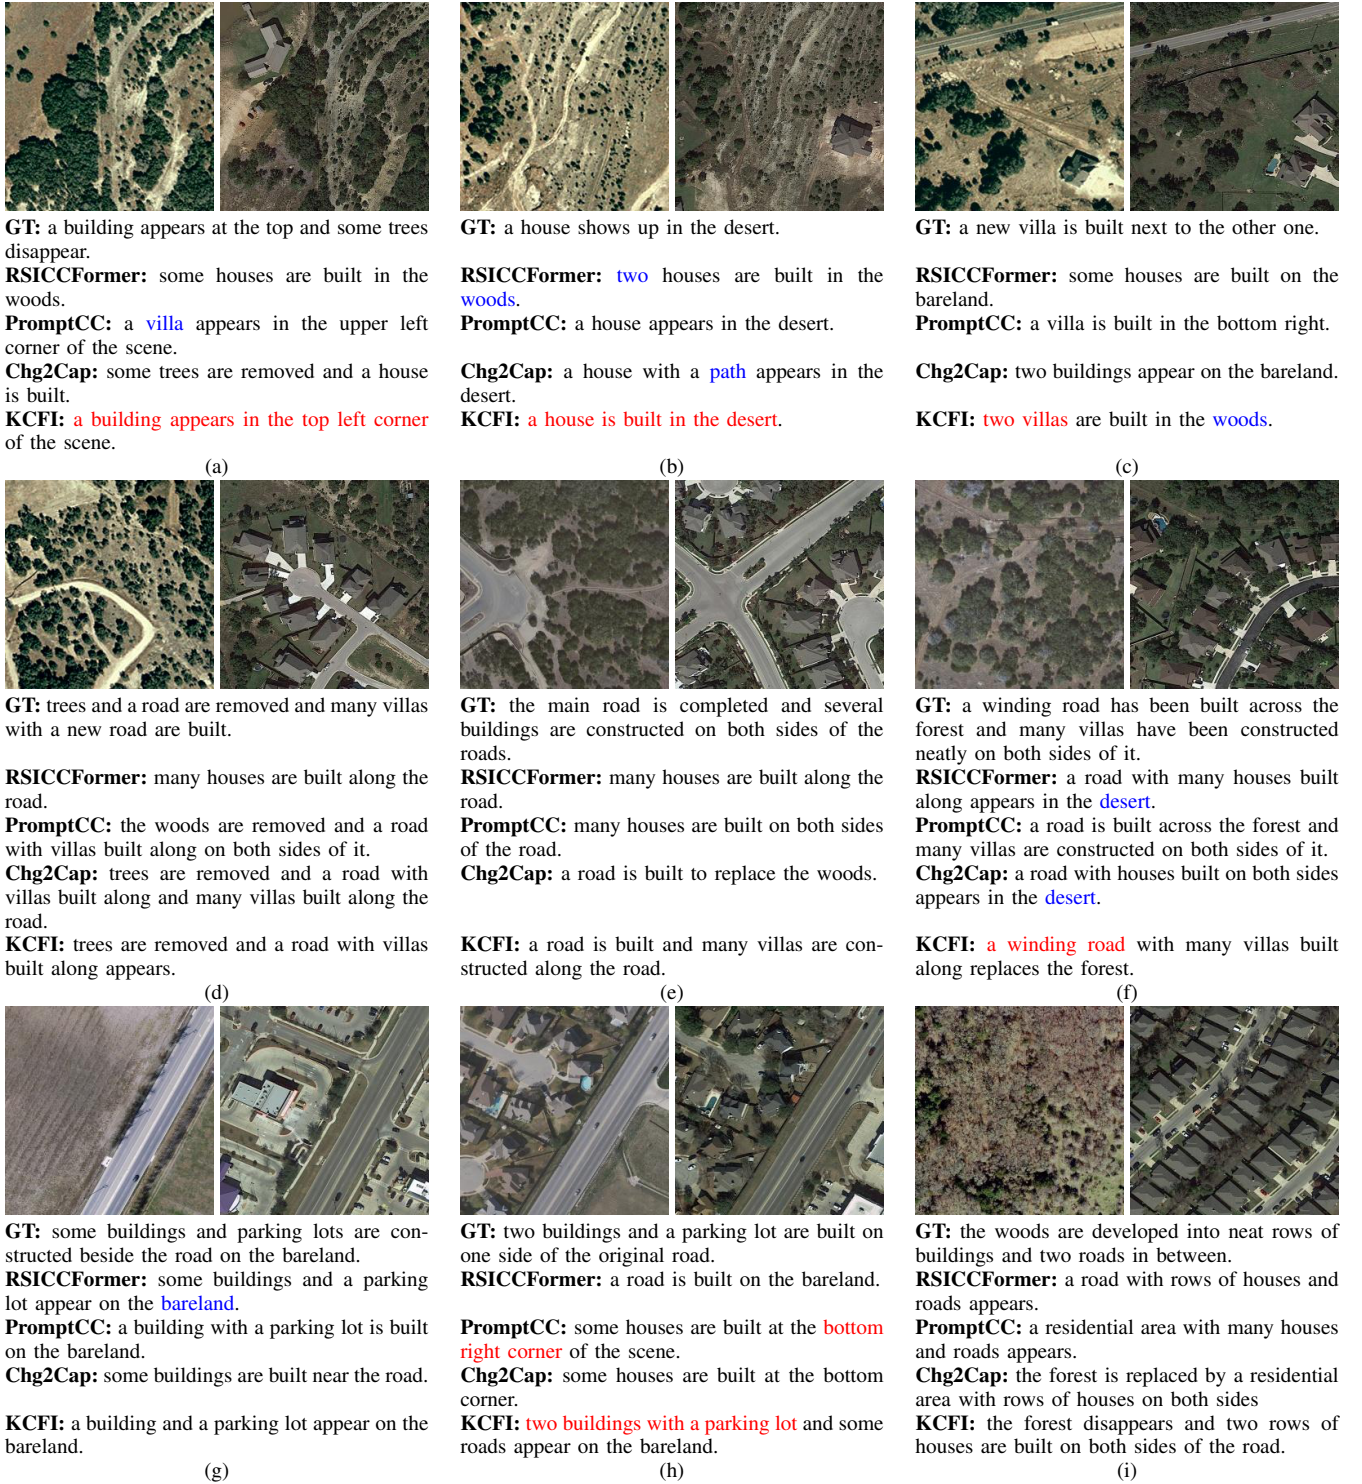 GT: a building appears at the top and some trees
disappear.
RSICCFormer: some houses are built in the
woods.
PromptCC: a villa appears in the upper left
corner of the scene.
Chg2Cap: some trees are removed and a house
is built.
KCFI: a building appears in the top left corner
of the scene.
(a)
GT: a house shows up in the desert.
RSICCFormer: two houses are built in the
woods.
PromptCC: a house appears in the desert.
Chg2Cap: a house with a path appears in the
desert.
KCFI: a house is built in the desert.
(b)
GT: a new villa is built next to the other one.
RSICCFormer: some houses are built on the
bareland.
PromptCC: a villa is built in the bottom right.
Chg2Cap: two buildings appear on the bareland.
KCFI: two villas are built in the woods.
(c)
GT: trees and a road are removed and many villas
with a new road are built.
RSICCFormer: many houses are built along the
road.
PromptCC: the woods are removed and a road
with villas built along on both sides of it.
Chg2Cap: trees are removed and a road with
villas built along and many villas built along the
road.
KCFI: trees are removed and a road with villas
built along appears.
(d)
GT: the main road is completed and several
buildings are constructed on both sides of the
roads.
RSICCFormer: many houses are built along the
road.
PromptCC: many houses are built on both sides
of the road.
Chg2Cap: a road is built to replace the woods.
KCFI: a road is built and many villas are con-
structed along the road.
(e)
GT: a winding road has been built across the
forest and many villas have been constructed
neatly on both sides of it.
RSICCFormer: a road with many houses built
along appears in the desert.
PromptCC: a road is built across the forest and
many villas are constructed on both sides of it.
Chg2Cap: a road with houses built on both sides
appears in the desert.
KCFI: a winding road with many villas built
along replaces the forest.
(f)
GT: some buildings and parking lots are con-
structed beside the road on the bareland.
RSICCFormer: some buildings and a parking
lot appear on the bareland.
PromptCC: a building with a parking lot is built
on the bareland.
Chg2Cap: some buildings are built near the road.
KCFI: a building and a parking lot appear on the
bareland.
(g)
GT: two buildings and a parking lot are built on
one side of the original road.
RSICCFormer: a road is built on the bareland.
PromptCC: some houses are built at the bottom
right corner of the scene.
Chg2Cap: some houses are built at the bottom
corner.
KCFI: two buildings with a parking lot and some
roads appear on the bareland.
(h)
GT: the woods are developed into neat rows of
buildings and two roads in between.
RSICCFormer: a road with rows of houses and
roads appears.
PromptCC: a residential area with many houses
and roads appears.
Chg2Cap: the forest is replaced by a residential
area with rows of houses on both sides
KCFI: the forest disappears and two rows of
houses are built on both sides of the road.
(i)